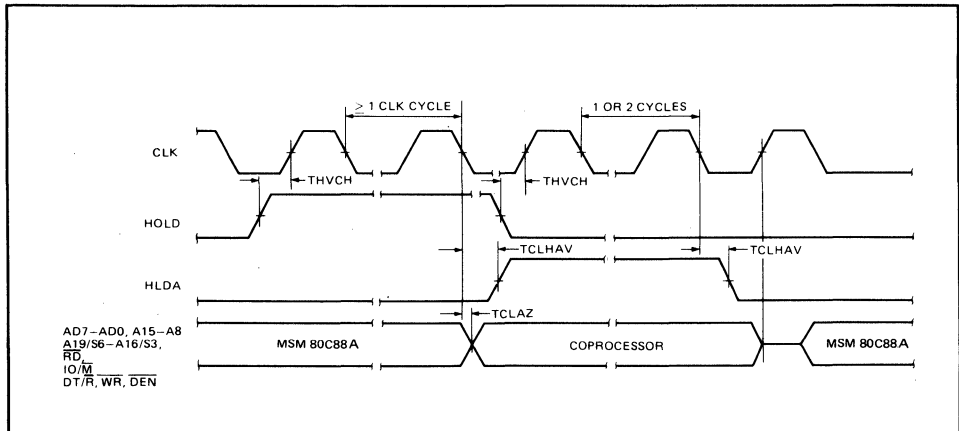 ≥ 1 CLK CYCLE
1 OR 2 CYCLES
CLK
THVCH
THVCH
HOLD
TCLHAV
TCLHAV
HLDA
TCLAZ
AD7–AD0, A15–A8
A19/S6–A16/S3,
RD,
IO/M
DT/R, WR, DEN
MSM 80C88A
COPROCESSOR
MSM 80C88A